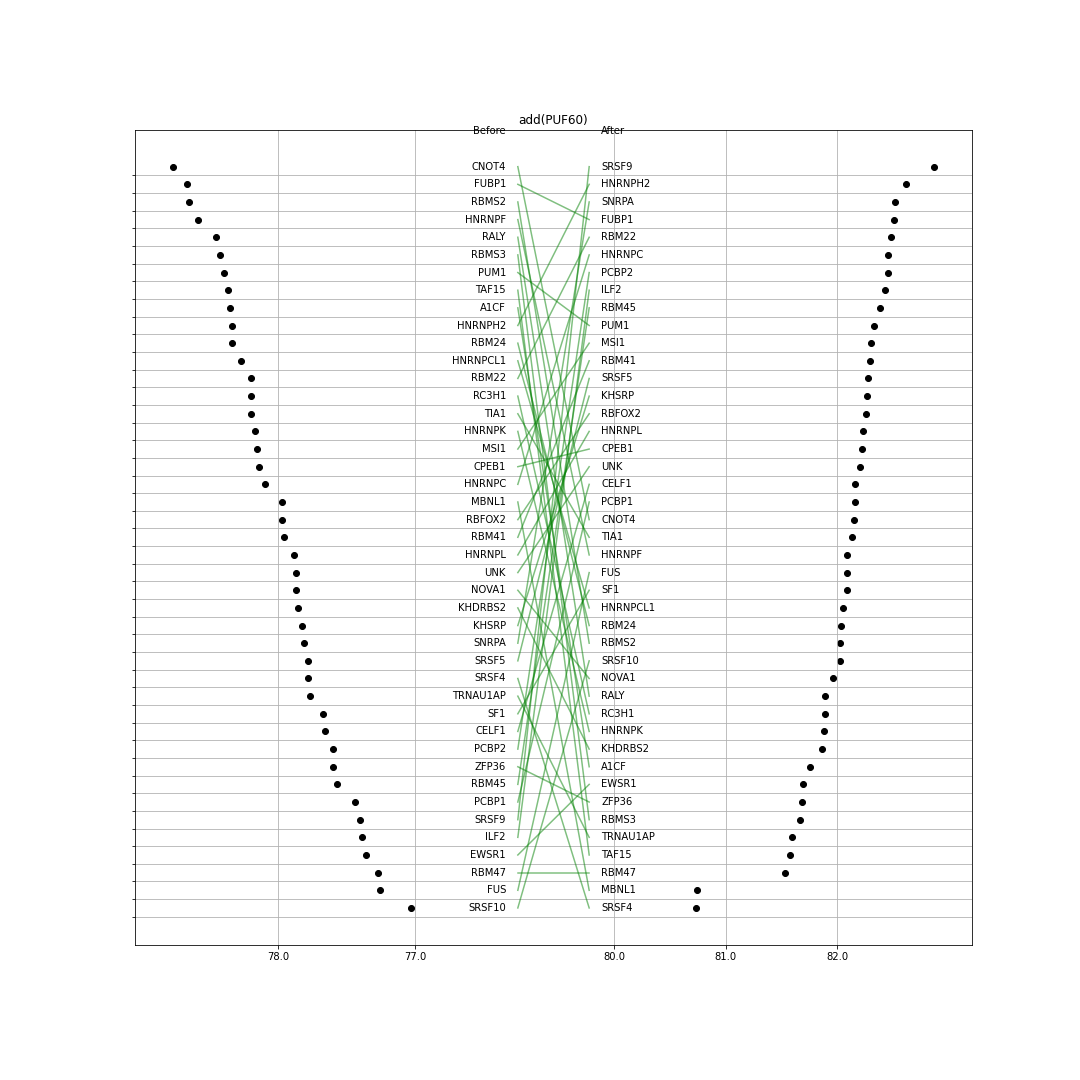 add(PUF60)
Before After
CNOT4 SRSF9
FUBP1 HNRNPH2
RBMS2 SNRPA
HNRNPF FUBP1
RALY RBM22
RBMS3 HNRNPC
PUM1 PCBP2
TAF15 ILF2
A1CF RBM45
HNRNPH2 PUM1
RBM24 MSI1
HNRNPCL1 RBM41
RBM22 SRSF5
RC3H1 KHSRP
TIA1 RBFOX2
HNRNPK HNRNPL
MSI1 CPEB1
CPEB1 UNK
HNRNPC CELF1
MBNL1 PCBP1
RBFOX2 CNOT4
RBM41 TIA1
HNRNPL HNRNPF
UNK FUS
NOVA1 SF1
KHDRBS2 HNRNPCL1
KHSRP RBM24
SNRPA RBMS2
SRSF5 SRSF10
SRSF4 NOVA1
TRNAU1AP RALY
SF1 RC3H1
CELF1 HNRNPK
PCBP2 KHDRBS2
ZFP36 A1CF
RBM45 EWSR1
PCBP1 ZFP36
SRSF9 RBMS3
ILF2 TRNAU1AP
EWSR1 TAF15
RBM47 RBM47
FUS MBNL1
SRSF10 SRSF4
78.0 77.0 80.0 81.0 82.0